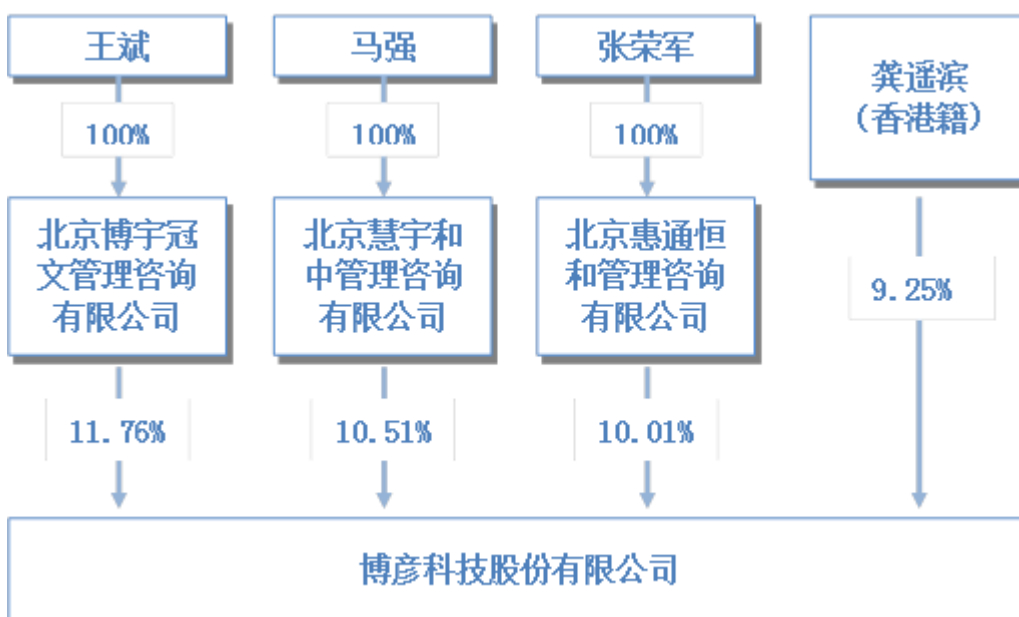 王斌
马强
张荣军
龚遥滨
(香港籍)
100%
100%
100%
北京博宇冠
文管理咨询
有限公司
北京慧宇和
中管理咨询
有限公司
北京惠通恒
和管理咨询
有限公司
9.25%
11.76%
10.51%
10.01%
博彦科技股份有限公司